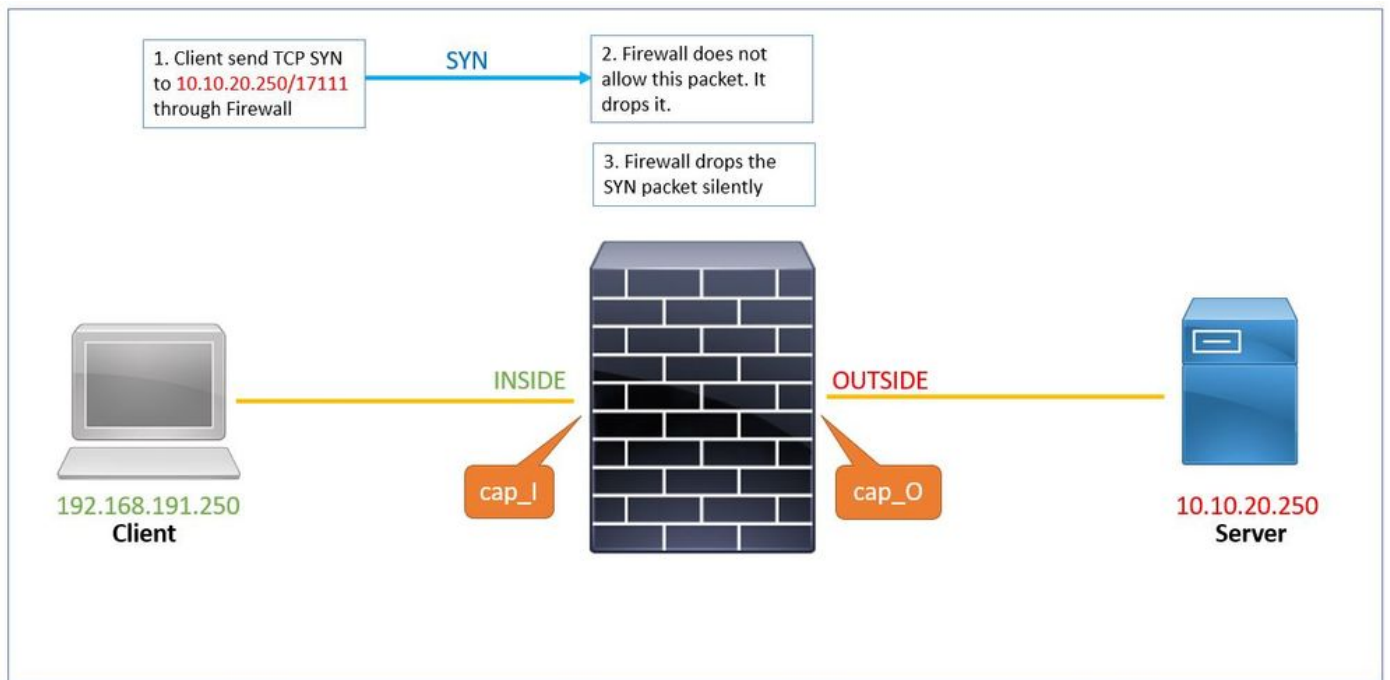 1. Client send TCP SYN
to 10.10.20.250/17111
through Firewall
SYN
2. Firewall does not
allow this packet. It
drops it.
3. Firewall drops the
SYN packet silently
INSIDE
OUTSIDE
cap_I
cap_O
192.168.191.250
Client
10.10.20.250
Server